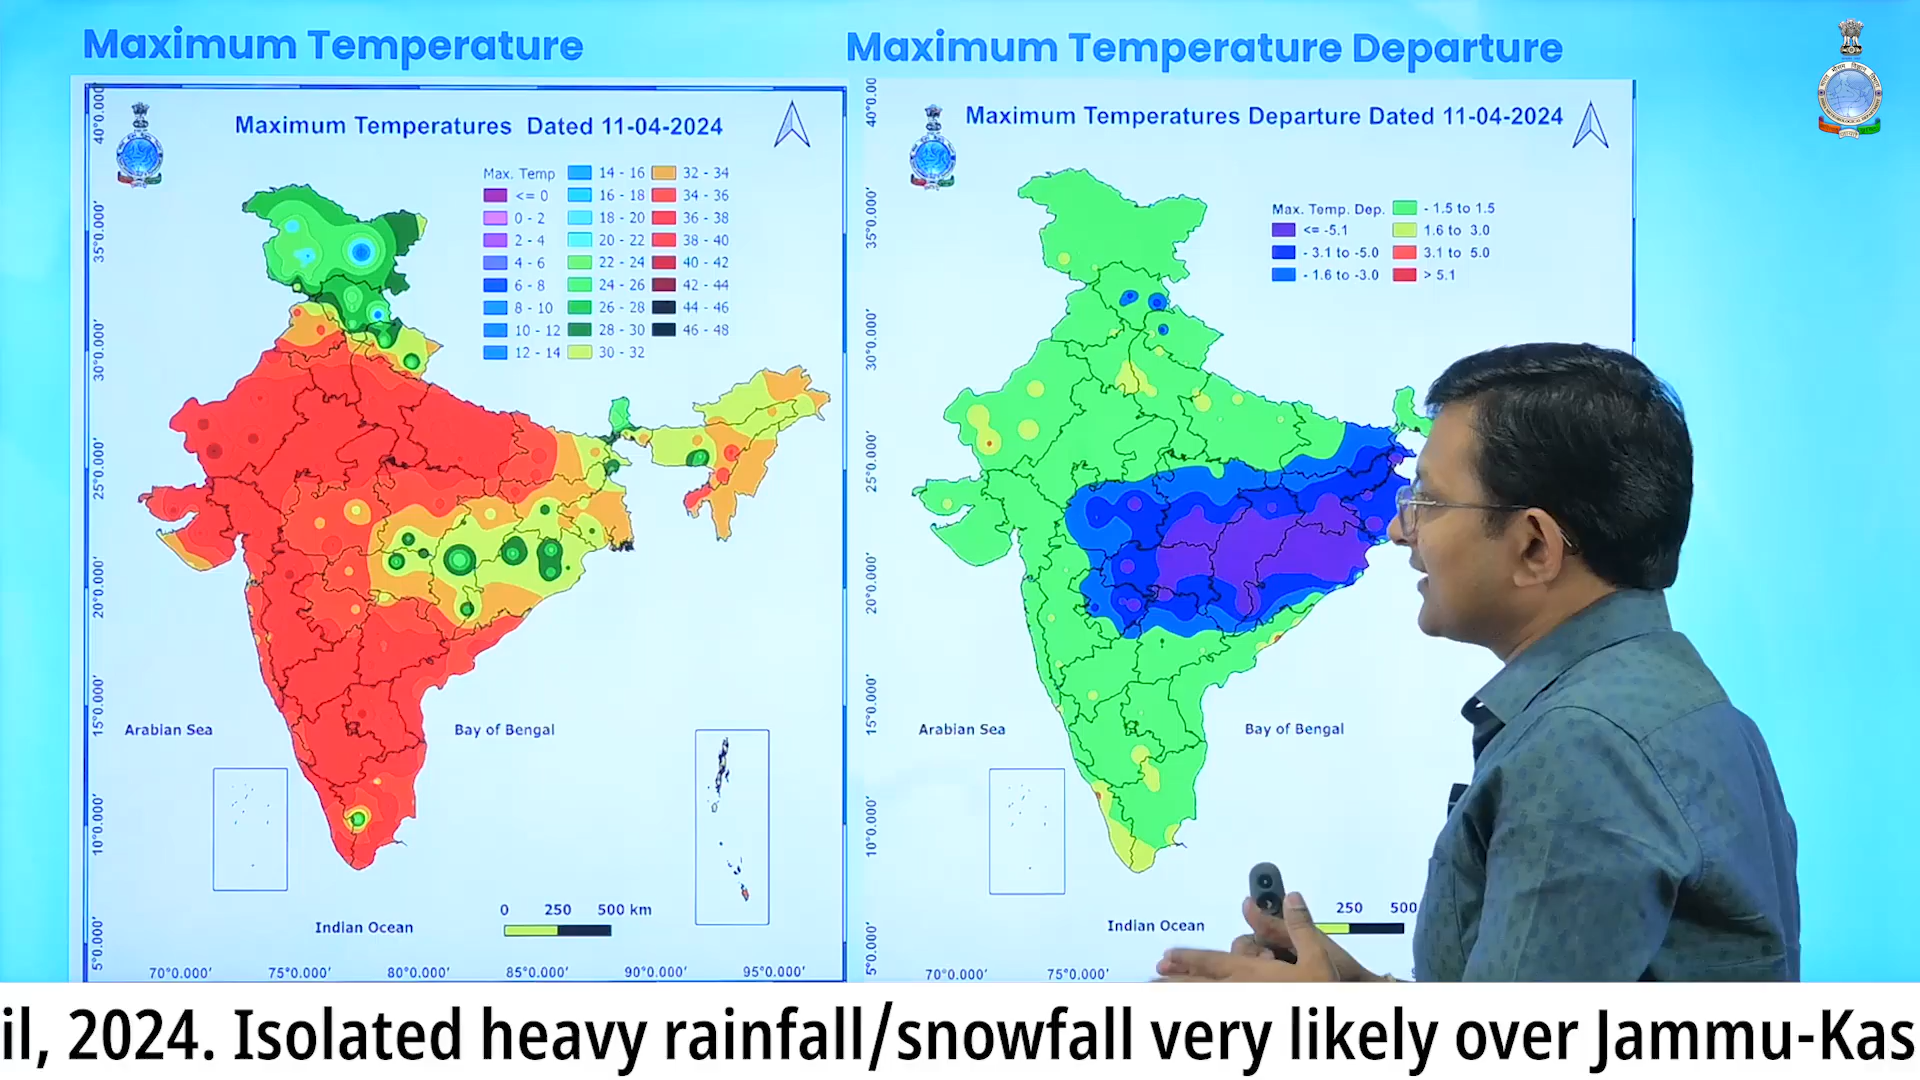 Maximum Temperature
Maximum Temperature Departure
Maximum Temperatures Dated 11-04-2024
Max. Temp
<= 0
0 - 2
2 - 4
4 - 6
6 - 8
8 - 10
10 - 12
12 - 14
14 - 16
16 - 18
18 - 20
20 - 22
22 - 24
24 - 26
26 - 28
28 - 30
30 - 32
32 - 34
34 - 36
36 - 38
38 - 40
40 - 42
42 - 44
44 - 46
46 - 48
40°0.00
35°0.000'
30°0.000'
25°0.000'
20°0.000'
15°0.000'
10°0.000'
5°0.000'
Arabian Sea
Bay of Bengal
Indian Ocean
0 250 500 km
70°0.000' 75°0.000' 80°0.000' 85°0.000' 90°0.000' 95°0.000'
Maximum Temperatures Departure Dated 11-04-2024
Max. Temp. Dep.
<= -5.1
- 3.1 to -5.0
- 1.6 to -3.0
- 1.5 to 1.5
1.6 to 3.0
3.1 to 5.0
> 5.1
40°0.00
35°0.000'
30°0.000'
25°0.000'
20°0.000'
15°0.000'
10°0.000'
5°0.000'
Arabian Sea
Bay of Bengal
Indian Ocean
250 500
70°0.000' 75°0.000'
il, 2024. Isolated heavy rainfall/snowfall very likely over Jammu-Kas